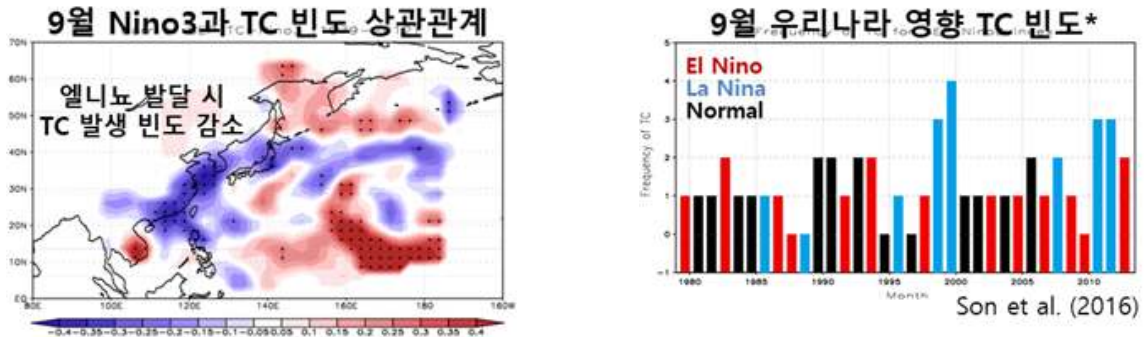 9월 Nino3과 TC 빈도 상관관계
70N
60N
50N
40N
30N
20N
10N
EQ
80E
100E
120E
140E
160E
180
160W
엘니뇨 발달 시
TC 발생 빈도 감소
-0.4-0.35-0.3-0.25-0.2-0.15-0.1-0.050.05 0.1 0.15 0.2 0.25 0.3 0.35 0.4
9월 우리나라 영향 TC 빈도*
El Nino
La Nina
Normal
Frequency of TC
5
4
3
2
1
0
-1
1980
1985
1990
1995
2000
2005
2010
Month
Son et al. (2016)